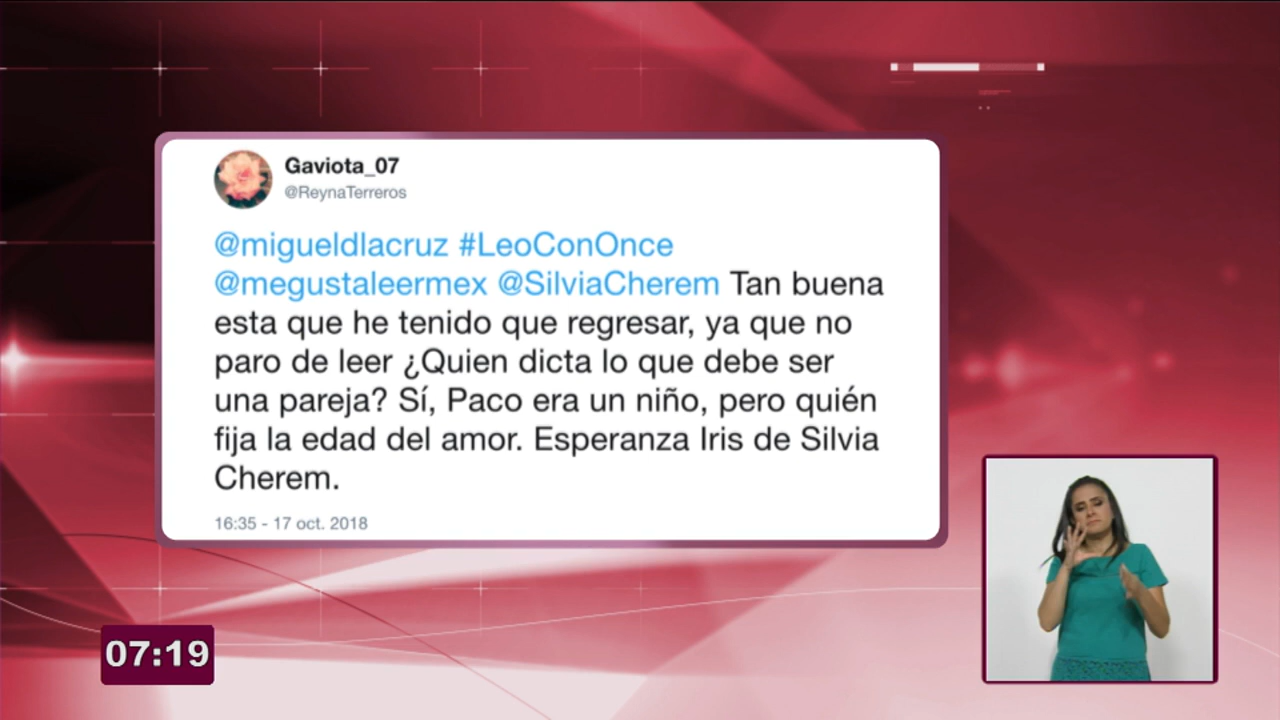 Gaviota_07
@ReynaTerreros
@migueldlacruz #LeoConOnce
@megustaleermex @SilviaCherem Tan buena
esta que he tenido que regresar, ya que no
paro de leer ¿Quien dicta lo que debe ser
una pareja? Sí, Paco era un niño, pero quién
fija la edad del amor. Esperanza Iris de Silvia
Cherem.
16:35 - 17 oct. 2018
07:19